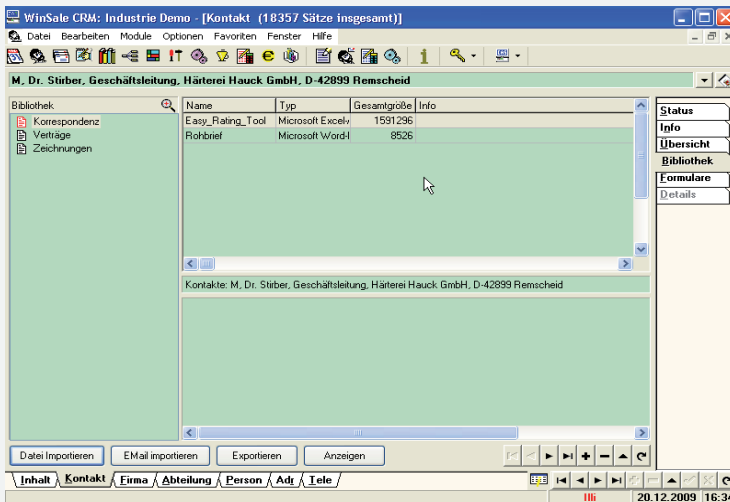 WinSale CRM: Industrie Demo - [Kontakt (18357 Sätze insgesamt)]
Datei Bearbeiten Module Optionen Favoriten Fenster Hilfe
M, Dr. Stirber, Geschäftsleitung, Härterei Hauck GmbH, D-42899 Remscheid
Bibliothek
Korrespondenz
Verträge
Zeichnungen
Name Typ Gesamtgröße Info
Easy_Rating_Tool Microsoft Excel 1591296
Rohbrief Microsoft Word 8526
Kontakte: M, Dr. Stirber, Geschäftsleitung, Härterei Hauck GmbH, D-42899 Remscheid
Status
Info
Übersicht
Bibliothek
Formulare
Details
Datei Importieren EMail importieren Exportieren Anzeigen
Inhalt Kontakt Firma Abteilung Person Adr Tele
Illi 20.12.2009 16:34